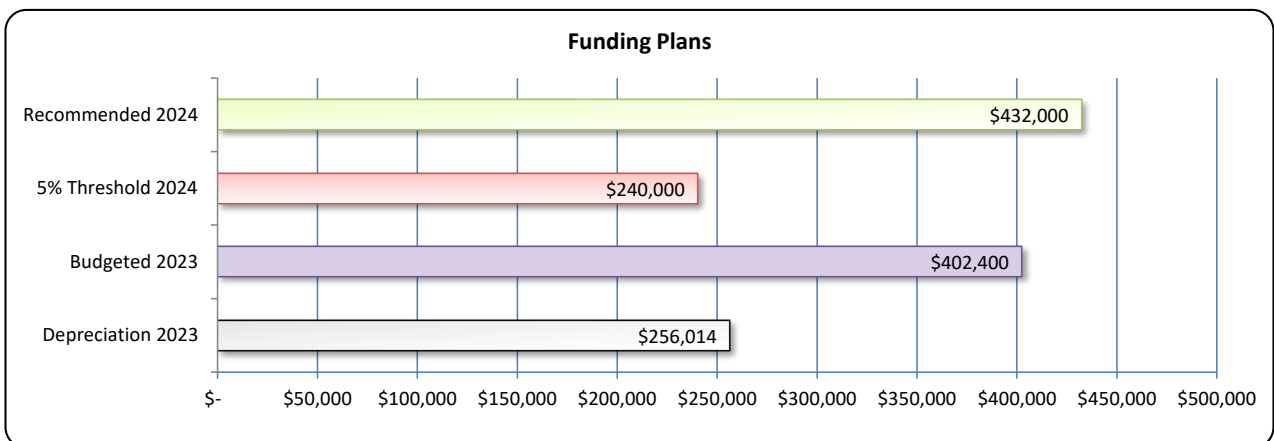 Funding Plans
Recommended 2024
$432,000
5% Threshold 2024
$240,000
Budgeted 2023
$402,400
Depreciation 2023
$256,014
$- $50,000 $100,000 $150,000 $200,000 $250,000 $300,000 $350,000 $400,000 $450,000 $500,000